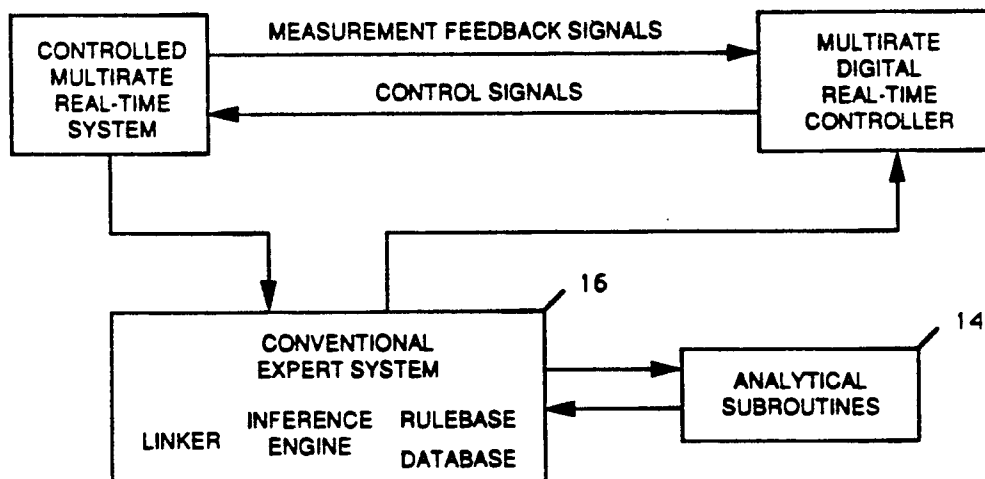 CONTROLLED
MULTIRATE
REAL-TIME
SYSTEM
MEASUREMENT FEEDBACK SIGNALS
CONTROL SIGNALS
MULTIRATE
DIGITAL
REAL-TIME
CONTROLLER
16
CONVENTIONAL
EXPERT SYSTEM
LINKER
INFERENCE
ENGINE
RULEBASE
DATABASE
14
ANALYTICAL
SUBROUTINES